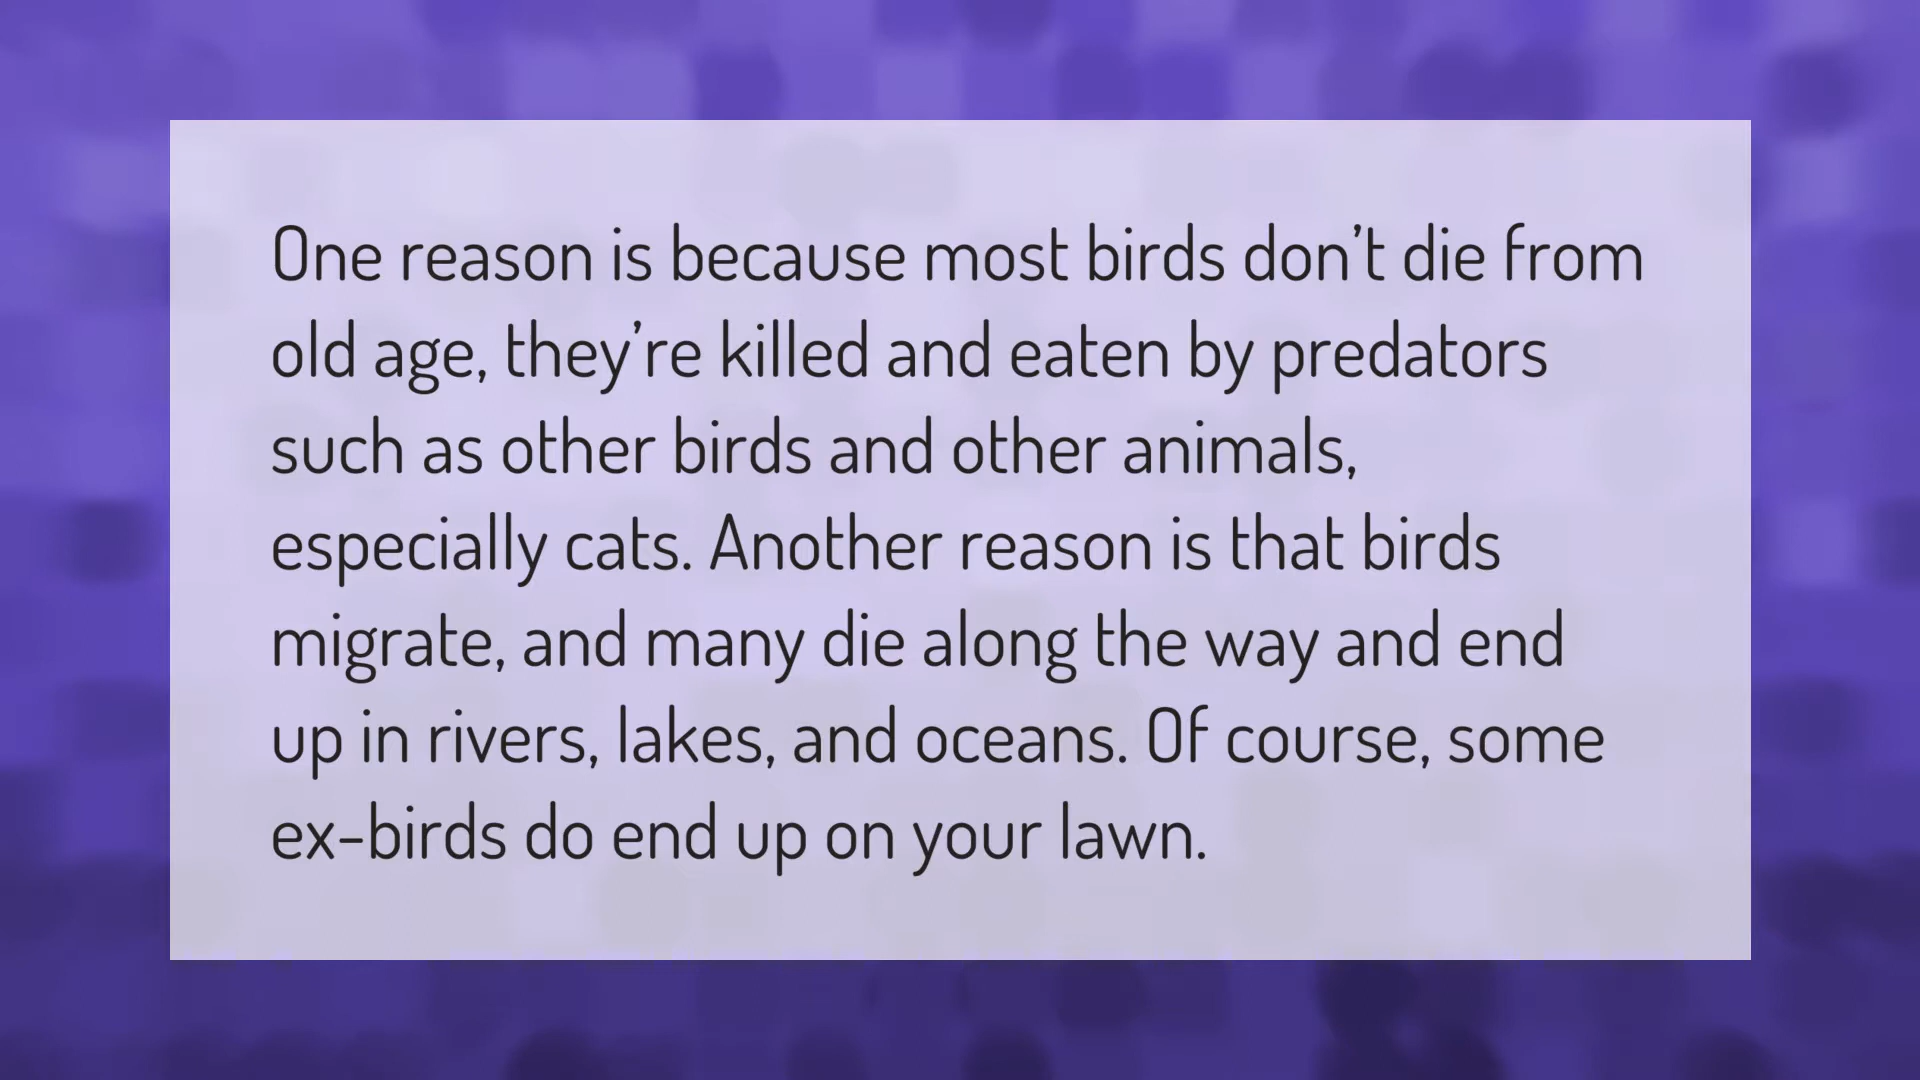 One reason is because most birds don’t die from
old age, they’re killed and eaten by predators
such as other birds and other animals,
especially cats. Another reason is that birds
migrate, and many die along the way and end
up in rivers, lakes, and oceans. Of course, some
ex-birds do end up on your lawn.